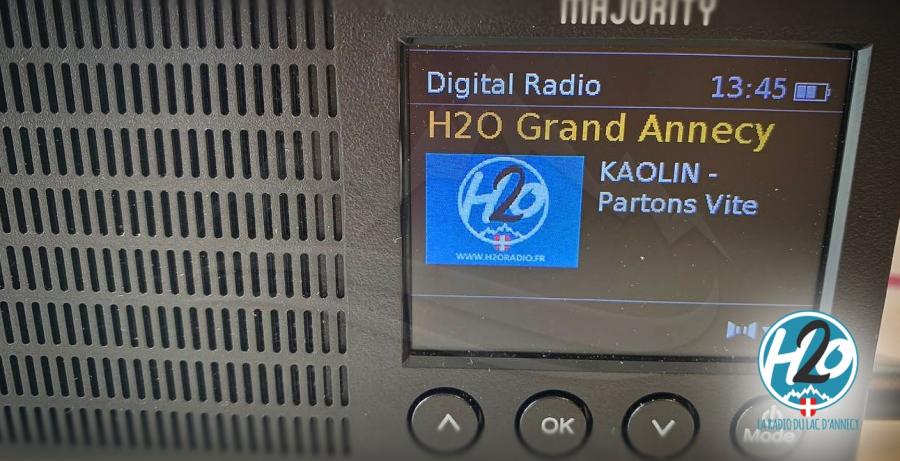 MAJORITY
Digital Radio 13:45
H2O Grand Annecy
H2O
KAOLIN -
Partons Vite
WWW.H2ORADIO.FR
H2O
LA RADIO DU LAC D'ANNECY
OK
Mode